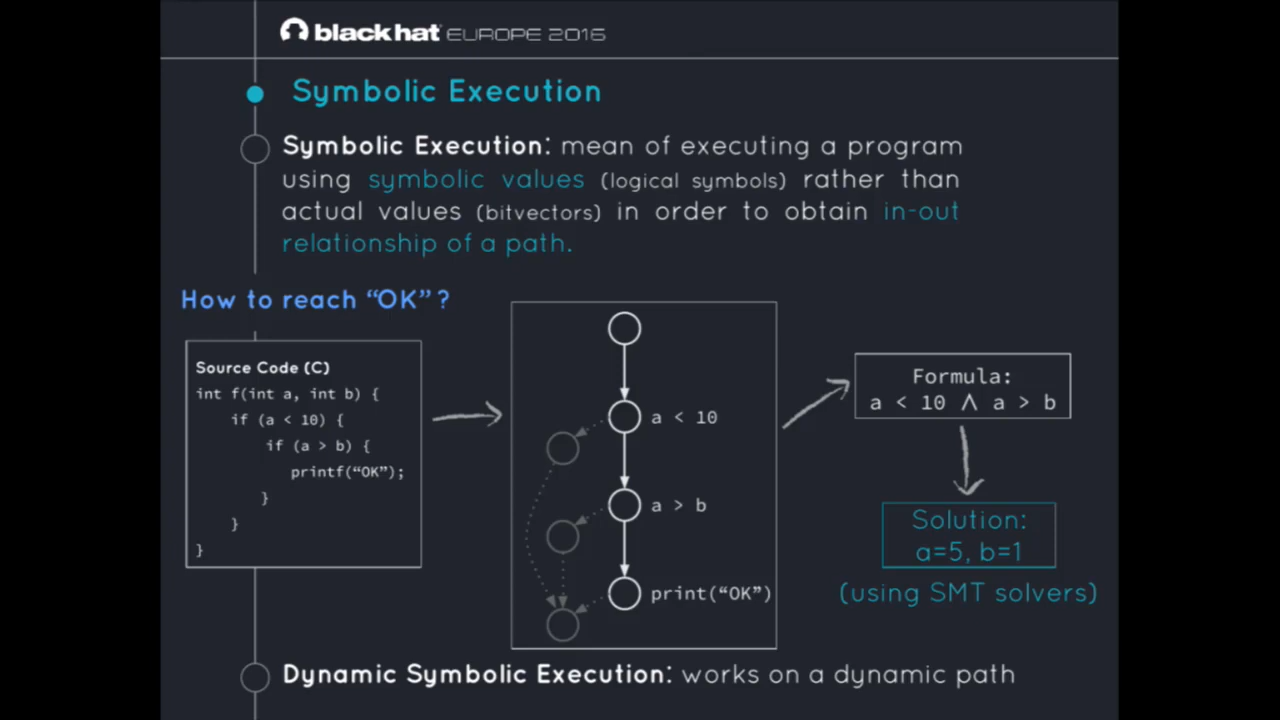 black hat EUROPE 2016
Symbolic Execution
Symbolic Execution: mean of executing a program
using symbolic values (logical symbols) rather than
actual values (bitvectors) in order to obtain in-out
relationship of a path.
How to reach “OK”?
Source Code (C)
int f(int a, int b) {
if (a < 10) {
if (a > b) {
printf(“OK”);
}
}
}
a < 10
a > b
print(“OK”)
Formula:
a < 10 ∧ a > b
Solution:
a=5, b=1
(using SMT solvers)
Dynamic Symbolic Execution: works on a dynamic path